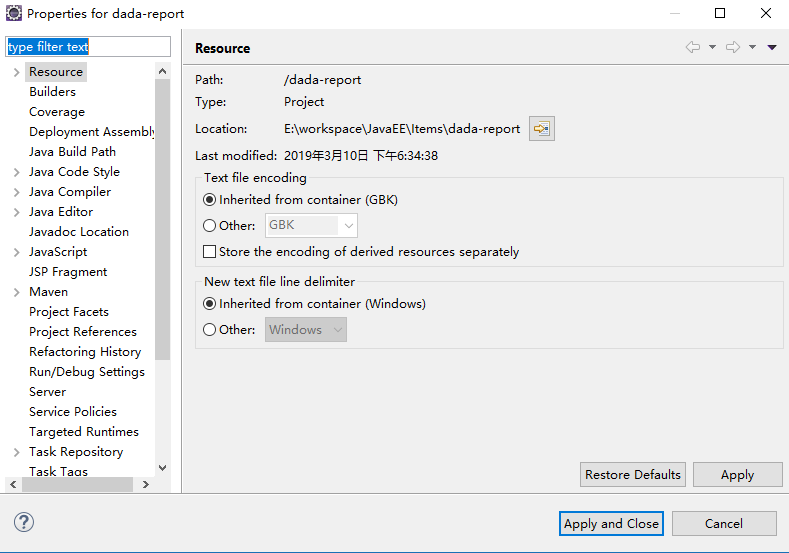 Properties for dada-report
type filter text
Resource
Builders
Coverage
Deployment Assembly
Java Build Path
Java Code Style
Java Compiler
Java Editor
Javadoc Location
JavaScript
JSP Fragment
Maven
Project Facets
Project References
Refactoring History
Run/Debug Settings
Server
Service Policies
Targeted Runtimes
Task Repository
Task Tags
Resource
Path: /dada-report
Type: Project
Location: E:\workspace\JavaEE\Items\dada-report
Last modified: 2019年3月10日 下午6:34:38
Text file encoding
Inherited from container (GBK)
Other: GBK
Store the encoding of derived resources separately
New text file line delimiter
Inherited from container (Windows)
Other: Windows
Restore Defaults Apply
? Apply and Close Cancel